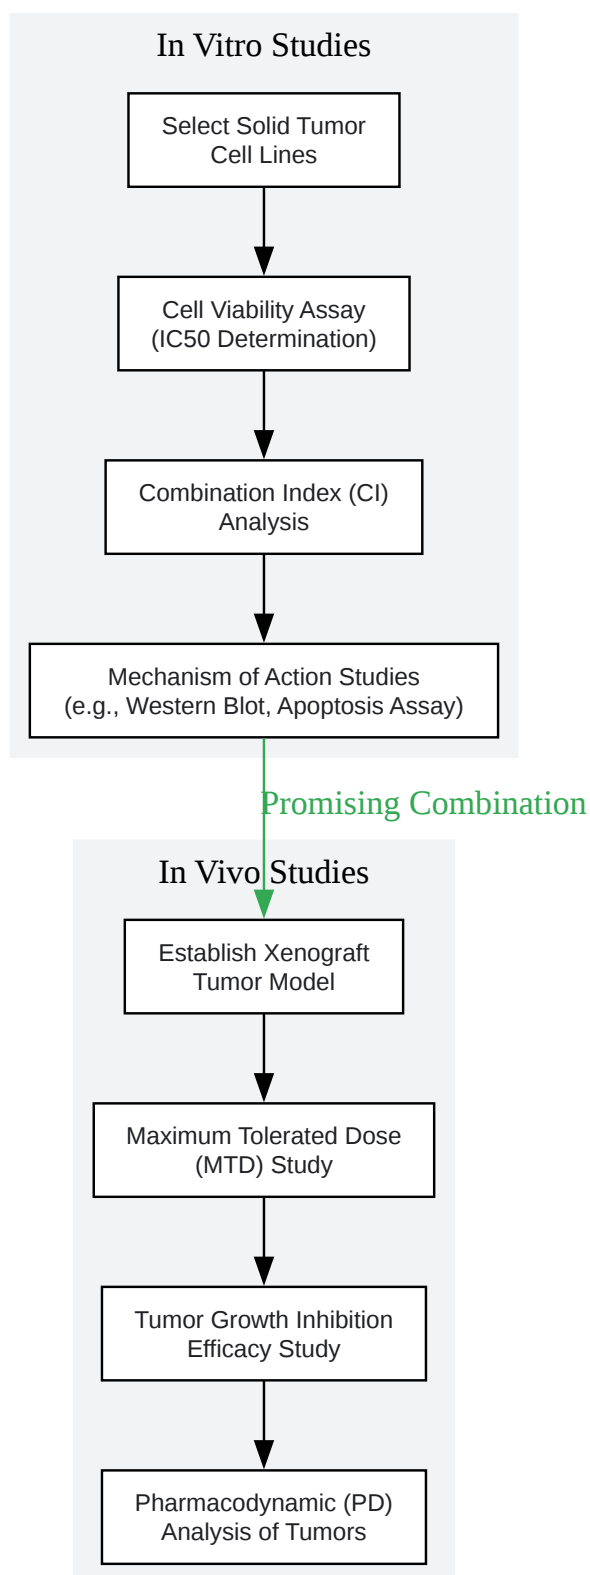 In Vitro Studies
Select Solid Tumor
Cell Lines
Cell Viability Assay
(IC50 Determination)
Combination Index (CI)
Analysis
Mechanism of Action Studies
(e.g., Western Blot, Apoptosis Assay)
Promising Combination
In Vivo Studies
Establish Xenograft
Tumor Model
Maximum Tolerated Dose
(MTD) Study
Tumor Growth Inhibition
Efficacy Study
Pharmacodynamic (PD)
Analysis of Tumors